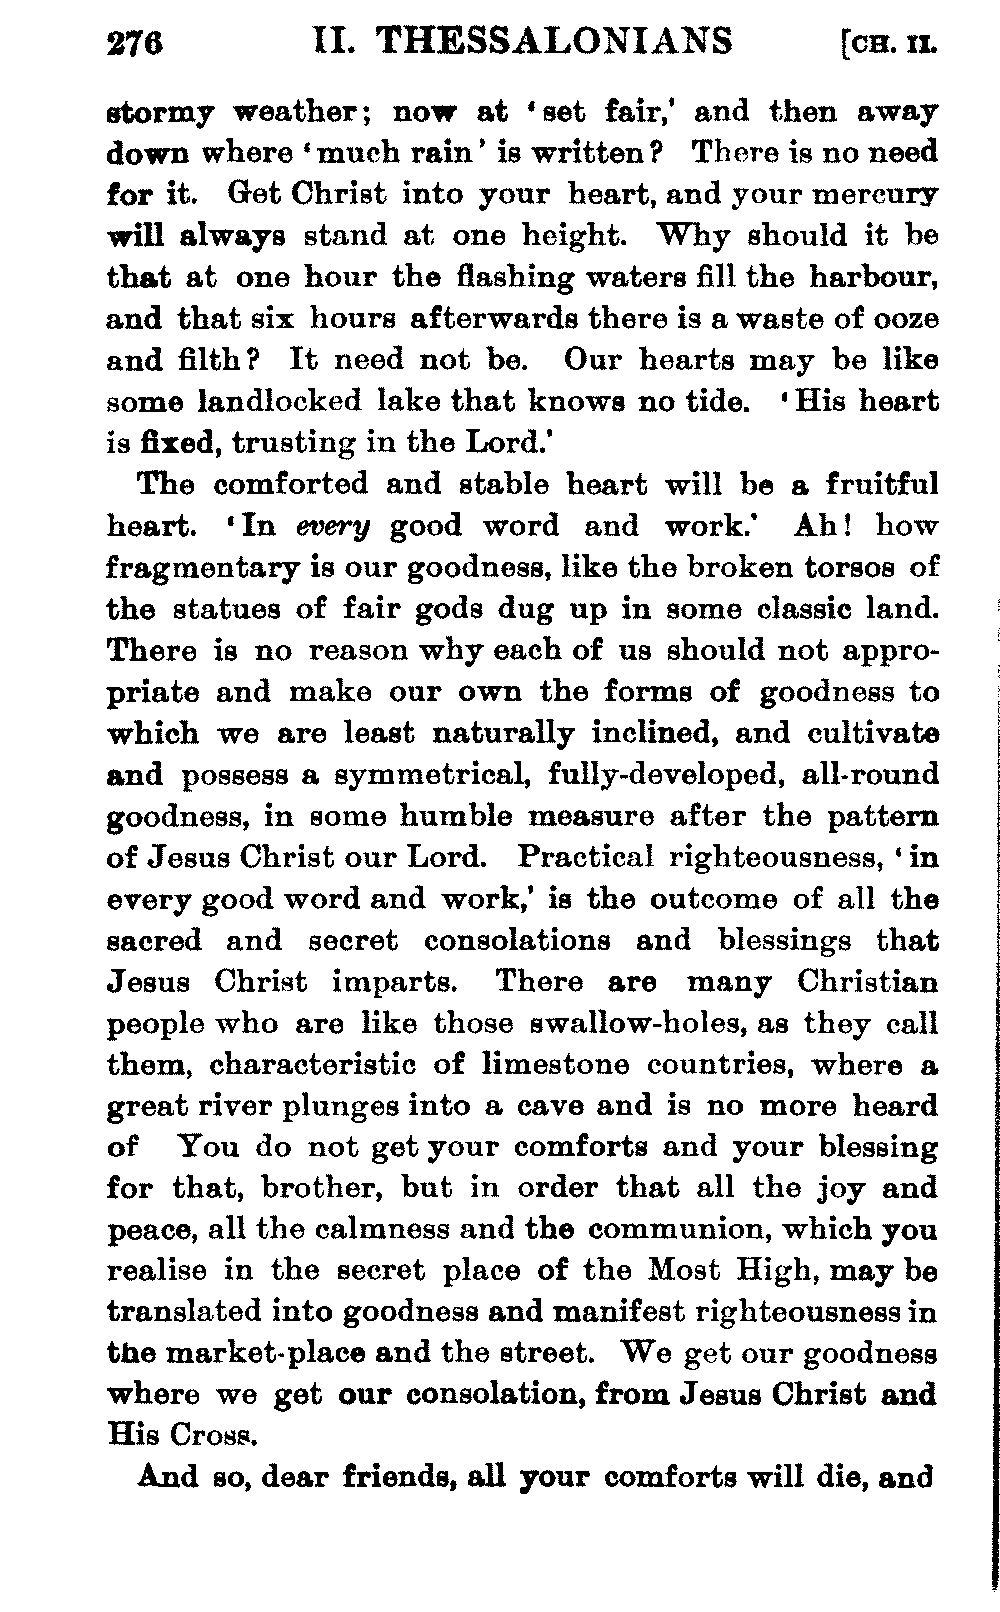 276 II. THESSALONIANS [CH. II.
stormy weather; now at 'set fair,' and then away
down where 'much rain' is written? There is no need
for it. Get Christ into your heart, and your mercury
will always stand at one height. Why should it be
that at one hour the flashing waters fill the harbour,
and that six hours afterwards there is a waste of ooze
and filth? It need not be. Our hearts may be like
some landlocked lake that knows no tide. 'His heart
is fixed, trusting in the Lord.'
The comforted and stable heart will be a fruitful
heart. 'In every good word and work.' Ah! how
fragmentary is our goodness, like the broken torsos of
the statues of fair gods dug up in some classic land.
There is no reason why each of us should not appro-
priate and make our own the forms of goodness to
which we are least naturally inclined, and cultivate
and possess a symmetrical, fully-developed, all-round
goodness, in some humble measure after the pattern
of Jesus Christ our Lord. Practical righteousness, 'in
every good word and work,' is the outcome of all the
sacred and secret consolations and blessings that
Jesus Christ imparts. There are many Christian
people who are like those swallow-holes, as they call
them, characteristic of limestone countries, where a
great river plunges into a cave and is no more heard
of You do not get your comforts and your blessing
for that, brother, but in order that all the joy and
peace, all the calmness and the communion, which you
realise in the secret place of the Most High, may be
translated into goodness and manifest righteousness in
the market-place and the street. We get our goodness
where we get our consolation, from Jesus Christ and
His Cross.
And so, dear friends, all your comforts will die, and